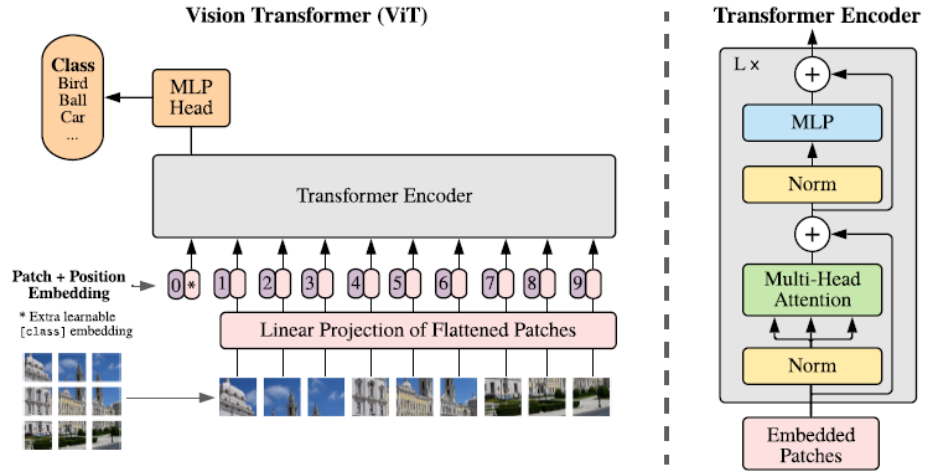 Vision Transformer (ViT)
Class
Bird
Ball
Car
...
MLP
Head
Transformer Encoder
Patch + Position
Embedding
0 * 1 2 3 4 5 6 7 8 9
* Extra learnable
[class] embedding
Linear Projection of Flattened Patches
Transformer Encoder
L ×
+
MLP
Norm
+
Multi-Head
Attention
Norm
Embedded
Patches